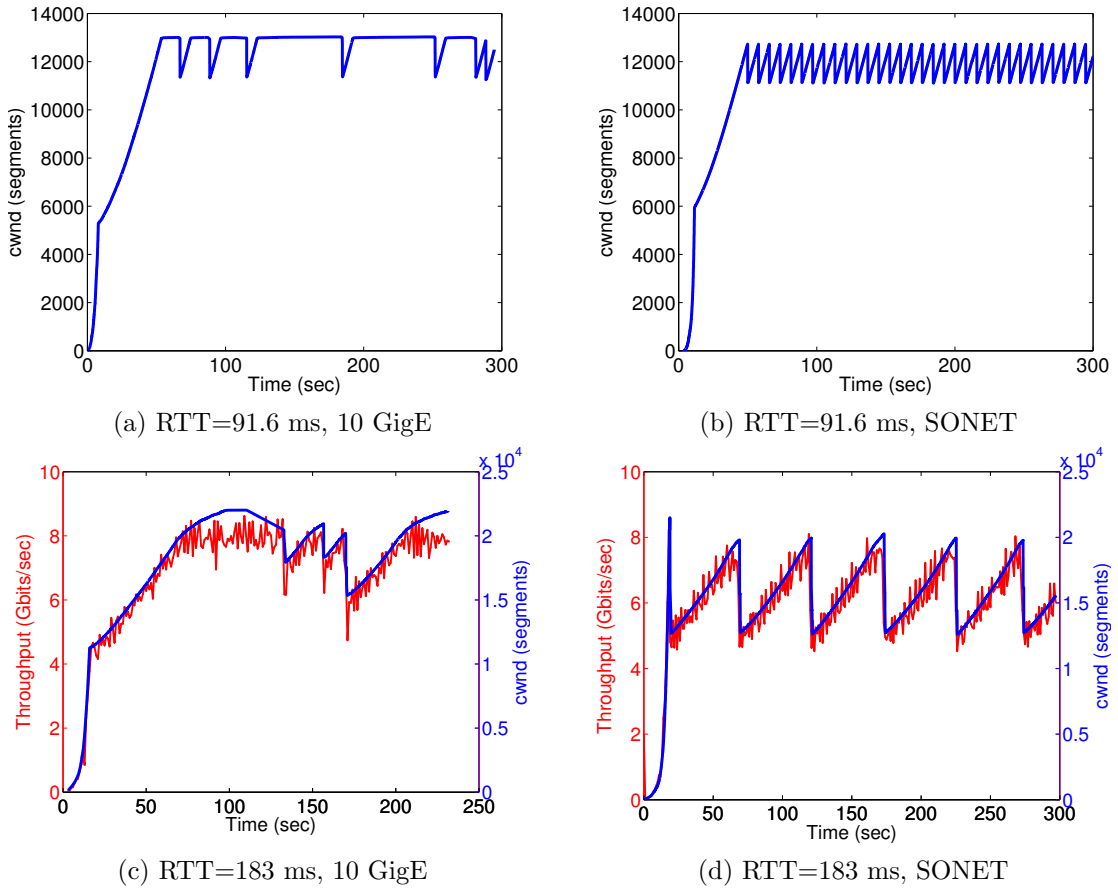 14000
12000
10000
8000
6000
4000
2000
0
cwnd (segments)
0 100 200 300
Time (sec)
(a) RTT=91.6 ms, 10 GigE
14000
12000
10000
8000
6000
4000
2000
0
cwnd (segments)
0 100 200 300
Time (sec)
(b) RTT=91.6 ms, SONET
10
8
6
4
2
0
Throughput (Gbits/sec)
0 50 100 150 200 250
Time (sec)
x 10^4
2.5
2
1.5
1
0.5
0
cwnd (segments)
(c) RTT=183 ms, 10 GigE
10
8
6
4
2
0
Throughput (Gbits/sec)
0 50 100 150 200 250 300
Time (sec)
x 10^4
2.5
2
1.5
1
0.5
0
cwnd (segments)
(d) RTT=183 ms, SONET